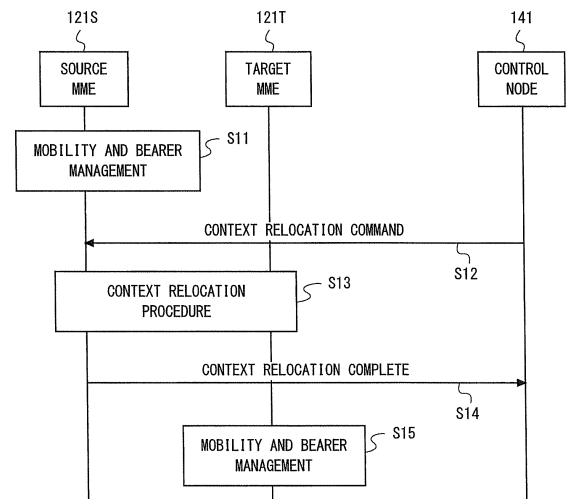 121S
121T
141
SOURCE
MME
TARGET
MME
CONTROL
NODE
MOBILITY AND BEARER
MANAGEMENT
S11
CONTEXT RELOCATION COMMAND
S12
CONTEXT RELOCATION
PROCEDURE
S13
CONTEXT RELOCATION COMPLETE
S14
MOBILITY AND BEARER
MANAGEMENT
S15